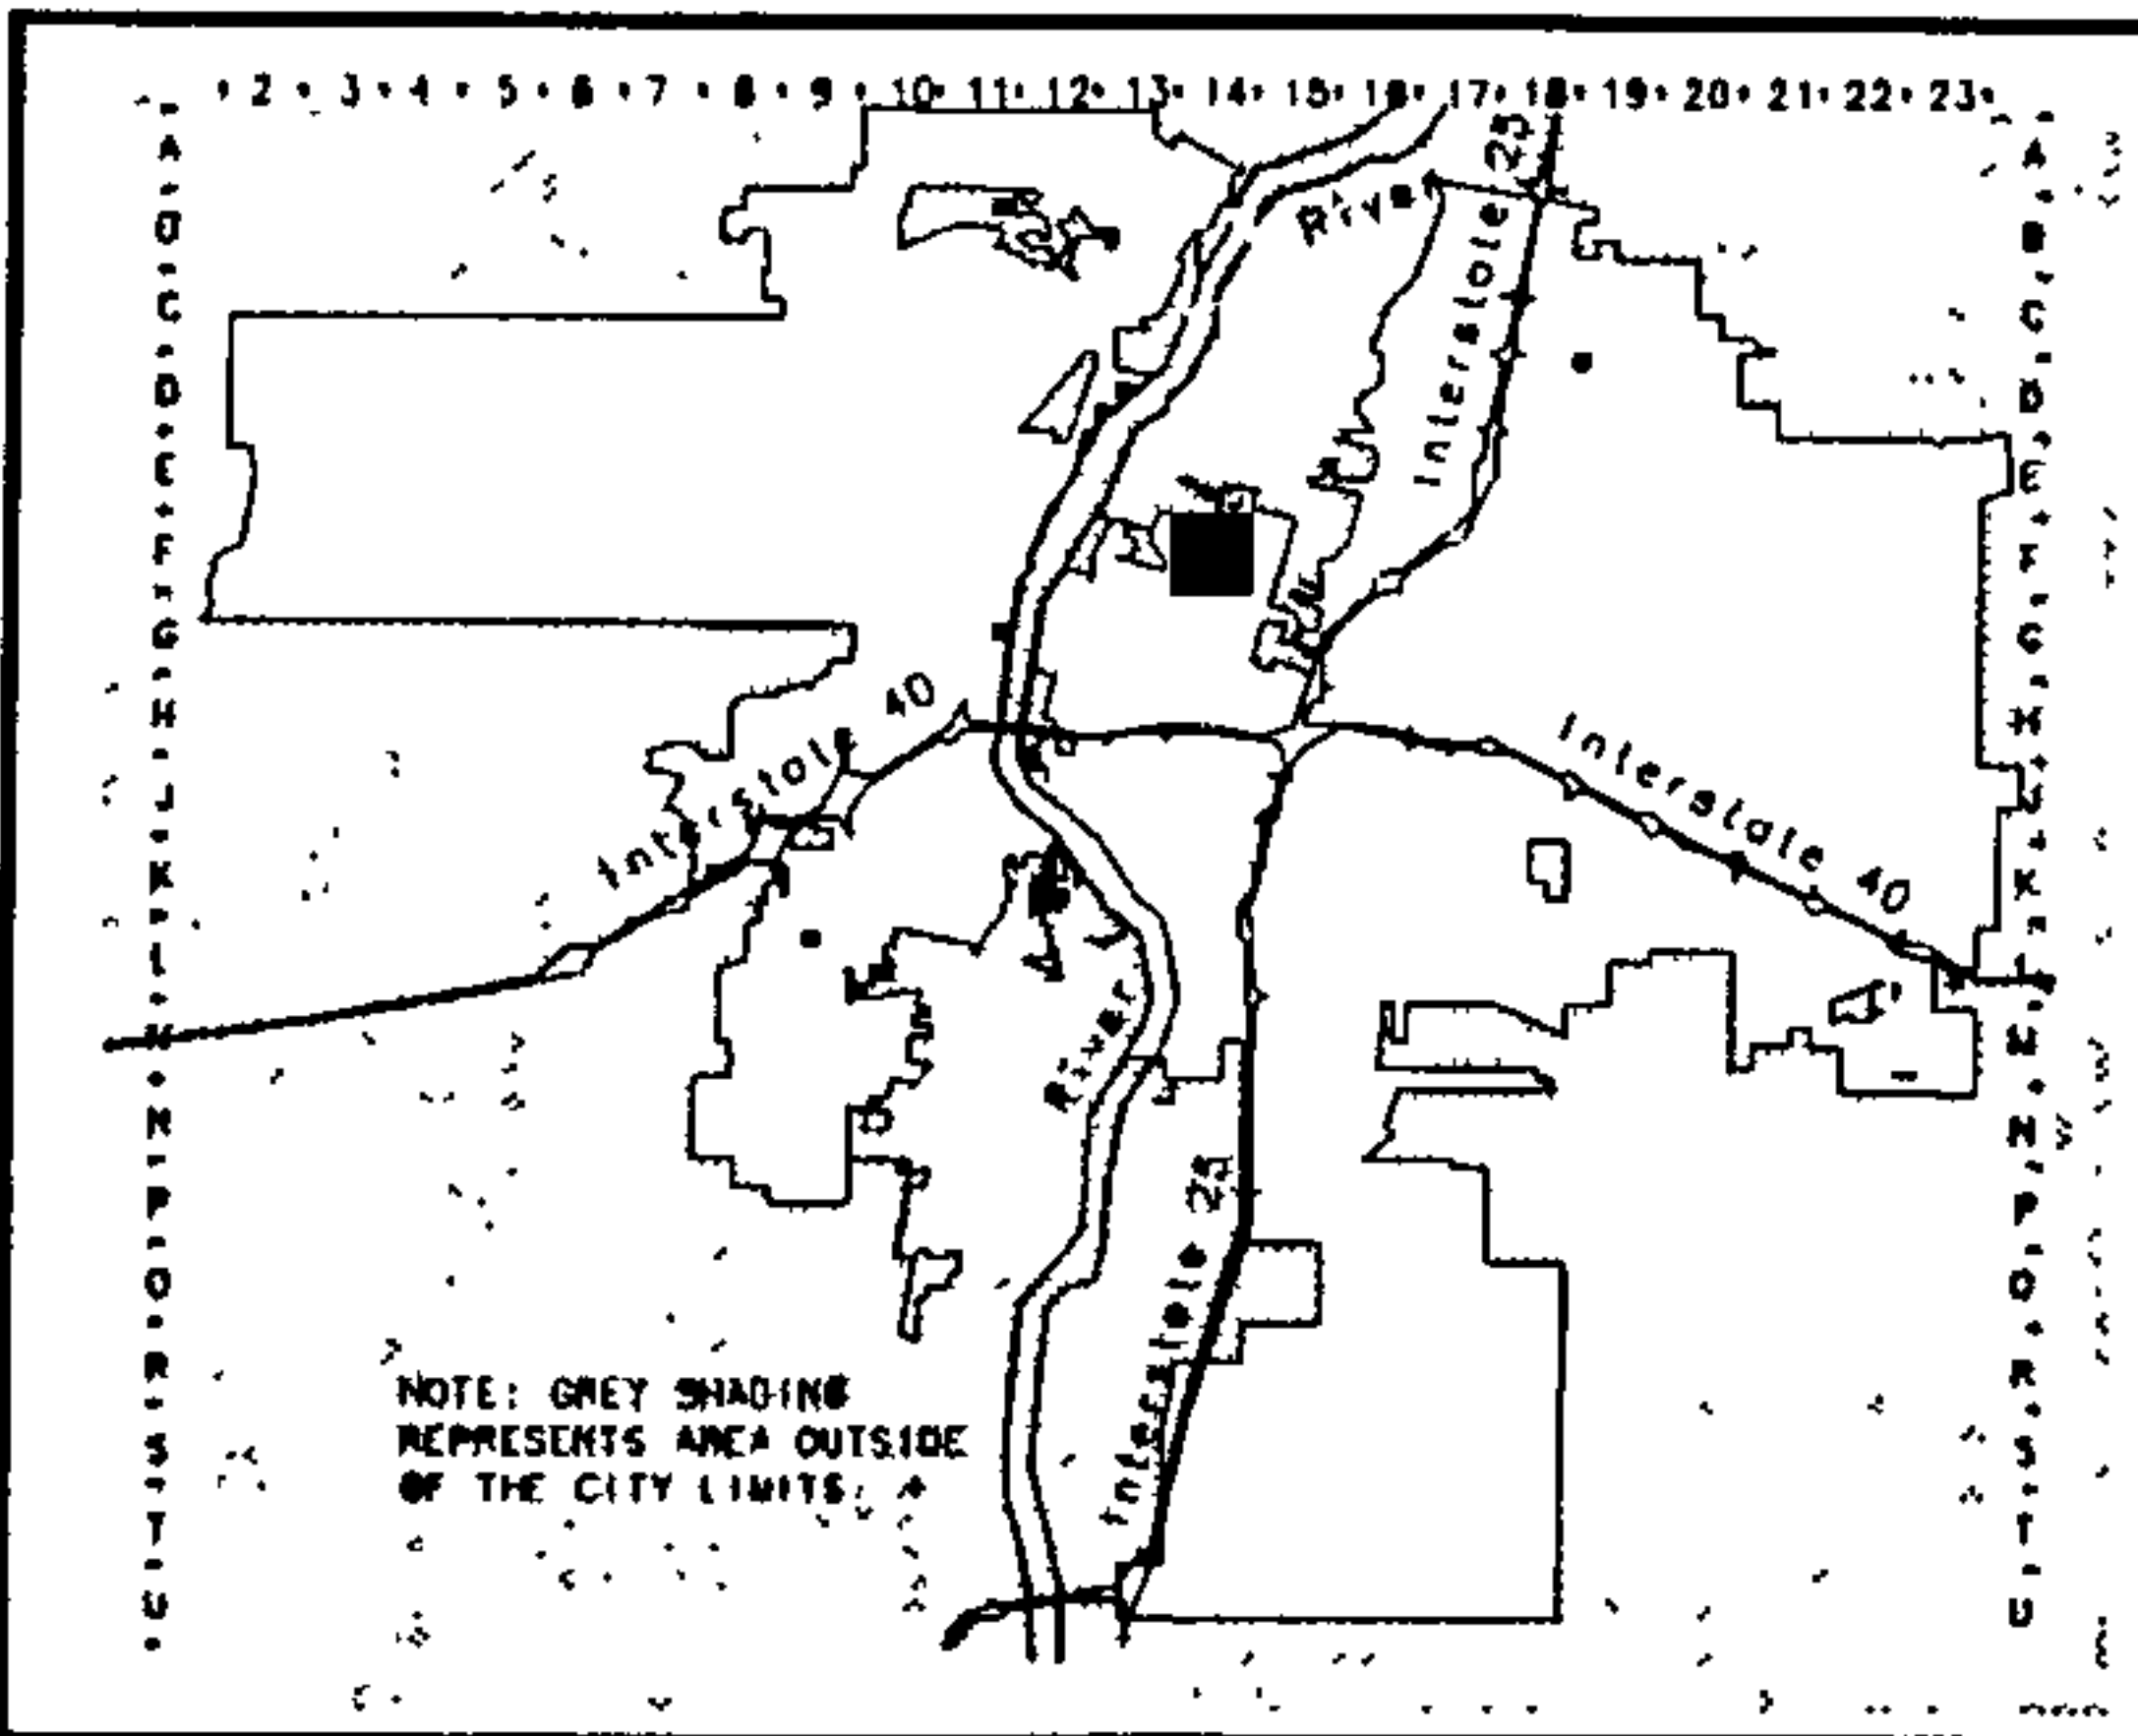 2 3 4 5 6 7 8 9 10 11 12 13 14 15 16 17 18 19 20 21 22 23
A
B
C
D
E
F
G
H
J
K
L
M
N
P
Q
R
S
T
U
River
Interstate 25
Interstate 40
Interstate 40
River
Interstate 25
NOTE: GREY SHADING
REPRESENTS AREA OUTSIDE
OF THE CITY LIMITS.
A
B
C
D
E
F
G
H
J
K
L
M
N
P
Q
R
S
T
U